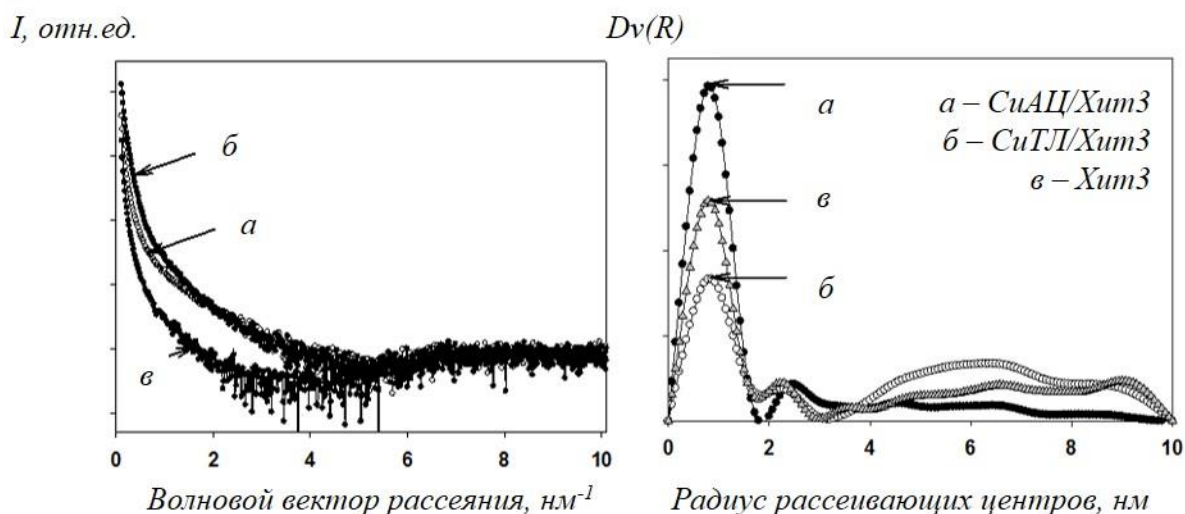 I, отн.ед.
Dv(R)
б
а
в
а
в
б
а – СиАЦ/Хит3
б – СиТЛ/Хит3
в – Хит3
0 2 4 6 8 10
0 2 4 6 8 10
Волновой вектор рассеяния, нм-1
Радиус рассеивающих центров, нм